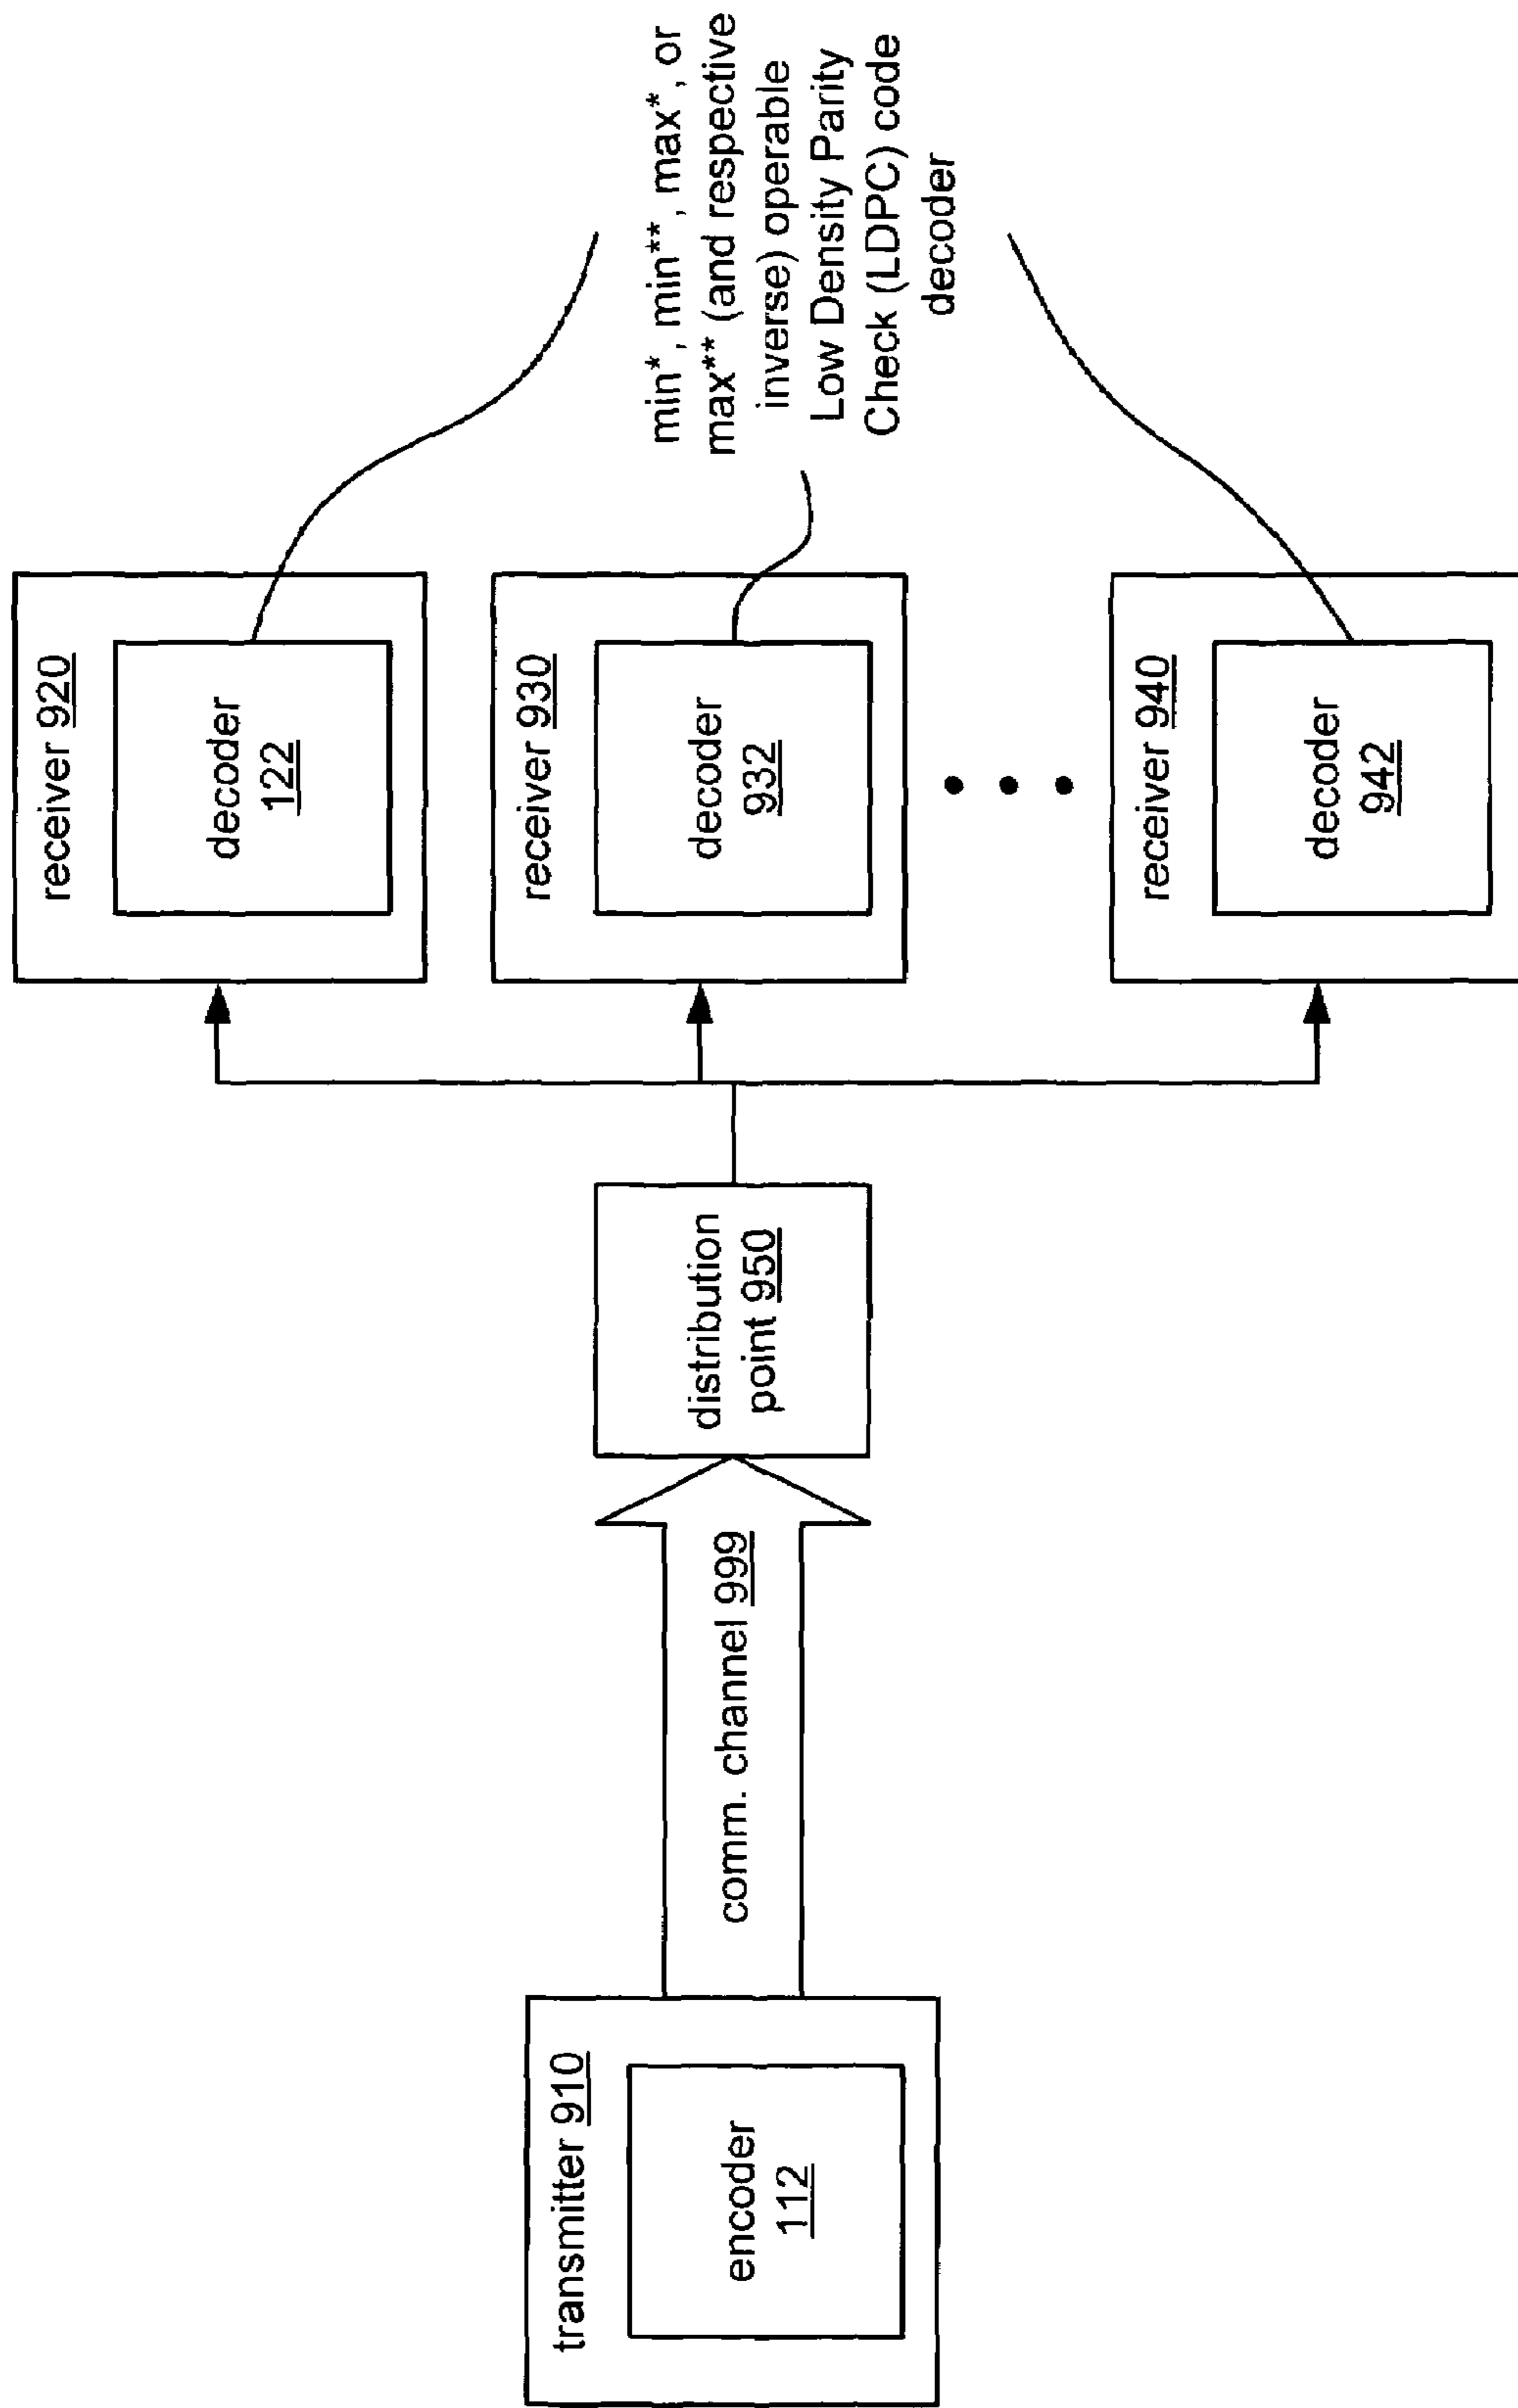 transmitter 910
encoder
112
comm. channel 999
distribution
point 950
receiver 920
decoder
122
receiver 930
decoder
932
receiver 940
decoder
942
min*, min**, max*, or
max** (and respective
inverse) operable
Low Density Parity
Check (LDPC) code
decoder